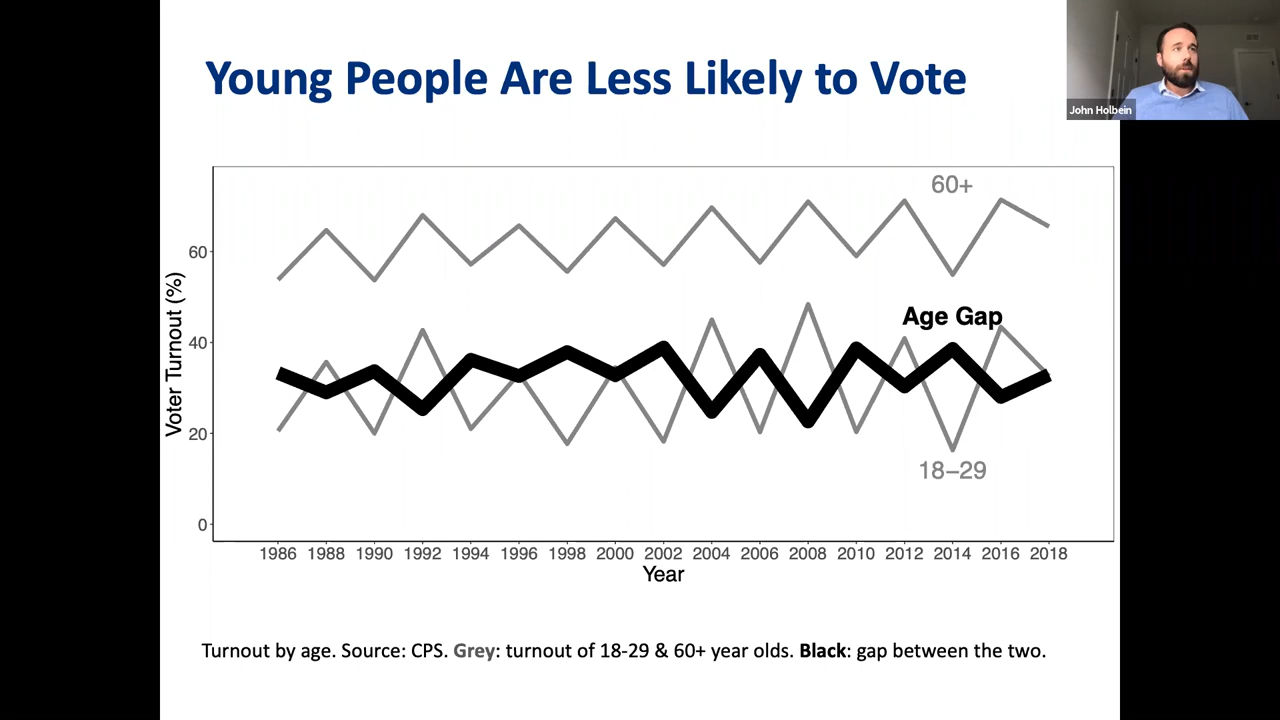 Young People Are Less Likely to Vote
John Holbein
60+
Age Gap
18–29
Voter Turnout (%)
60
40
20
0
1986 1988 1990 1992 1994 1996 1998 2000 2002 2004 2006 2008 2010 2012 2014 2016 2018
Year
Turnout by age. Source: CPS. Grey: turnout of 18-29 & 60+ year olds. Black: gap between the two.